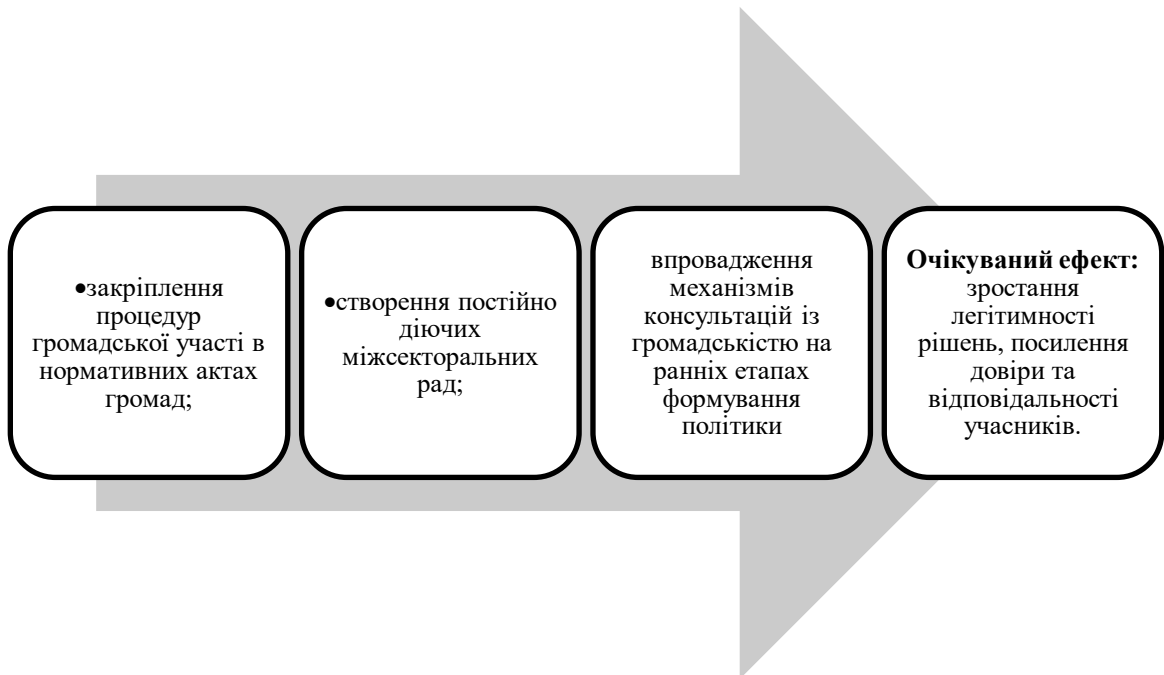 •закріплення
процедур
громадської участі в
нормативних актах
громад;
•створення постійно
діючих
міжсекторальних
рад;
впровадження
механізмів
консультацій із
громадськістю на
ранніх етапах
формування
політики
Очікуваний ефект:
зростання
легітимності
рішень, посилення
довіри та
відповідальності
учасників.